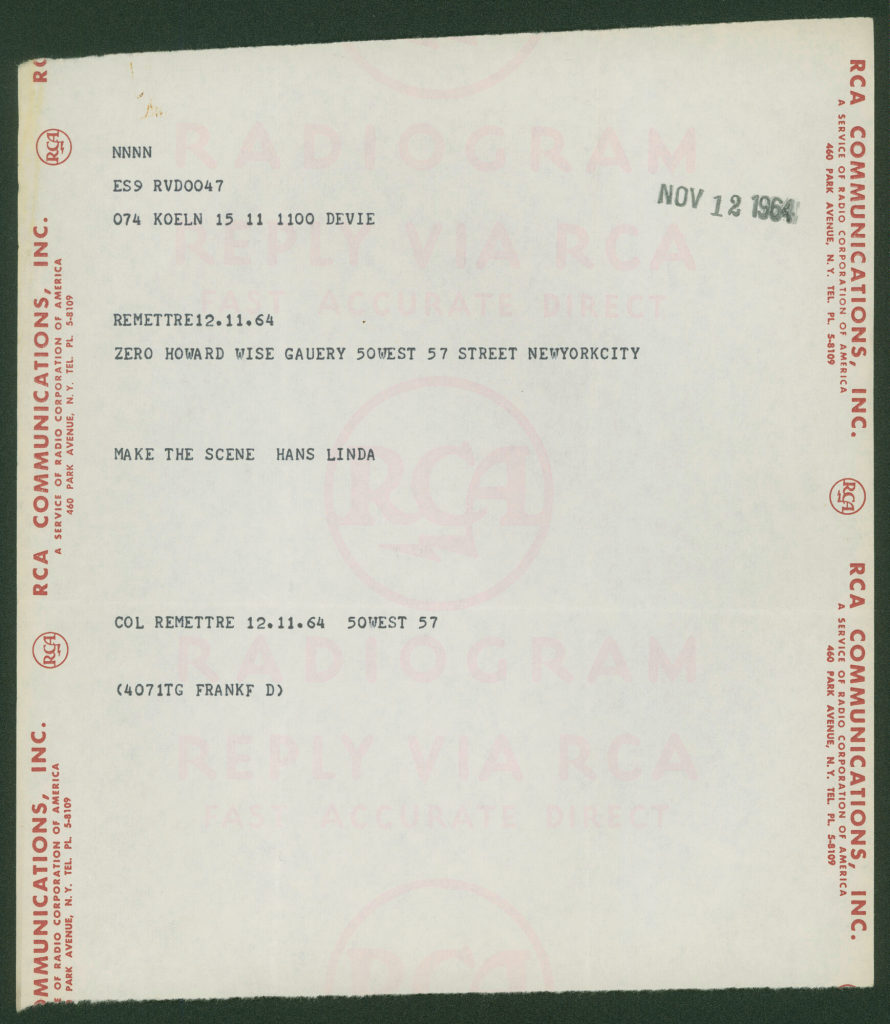 NNNN
ES9 RVD0047
074 KOELN 15 11 1100 DEVIE
NOV 12 1964
REMETTRE12.11.64
ZERO HOWARD WISE GAUERY 50WEST 57 STREET NEWYORKCITY
MAKE THE SCENE  HANS LINDA
COL REMETTRE 12.11.64  50WEST 57
(4071TG FRANKF D)
RADIOGRAM
REPLY VIA RCA
FAST ACCURATE DIRECT
RCA
RADIOGRAM
REPLY VIA RCA
FAST ACCURATE DIRECT
RCA
RC
RCA
RCA COMMUNICATIONS, INC.
A SERVICE OF RADIO CORPORATION OF AMERICA
460 PARK AVENUE, N.Y. TEL. PL. 5-8109
RCA
MMUNICATIONS, INC.
E OF RADIO CORPORATION OF AMERICA
PARK AVENUE, N.Y. TEL. PL. 5-8109
RCA COMMUNICATIONS, INC.
A SERVICE OF RADIO CORPORATION OF AMERICA
460 PARK AVENUE, N.Y. TEL. PL. 5-8109
RCA
RCA COMMUNICATIONS, INC.
A SERVICE OF RADIO CORPORATION OF AMERICA
460 PARK AVENUE, N.Y. TEL. PL. 5-8109